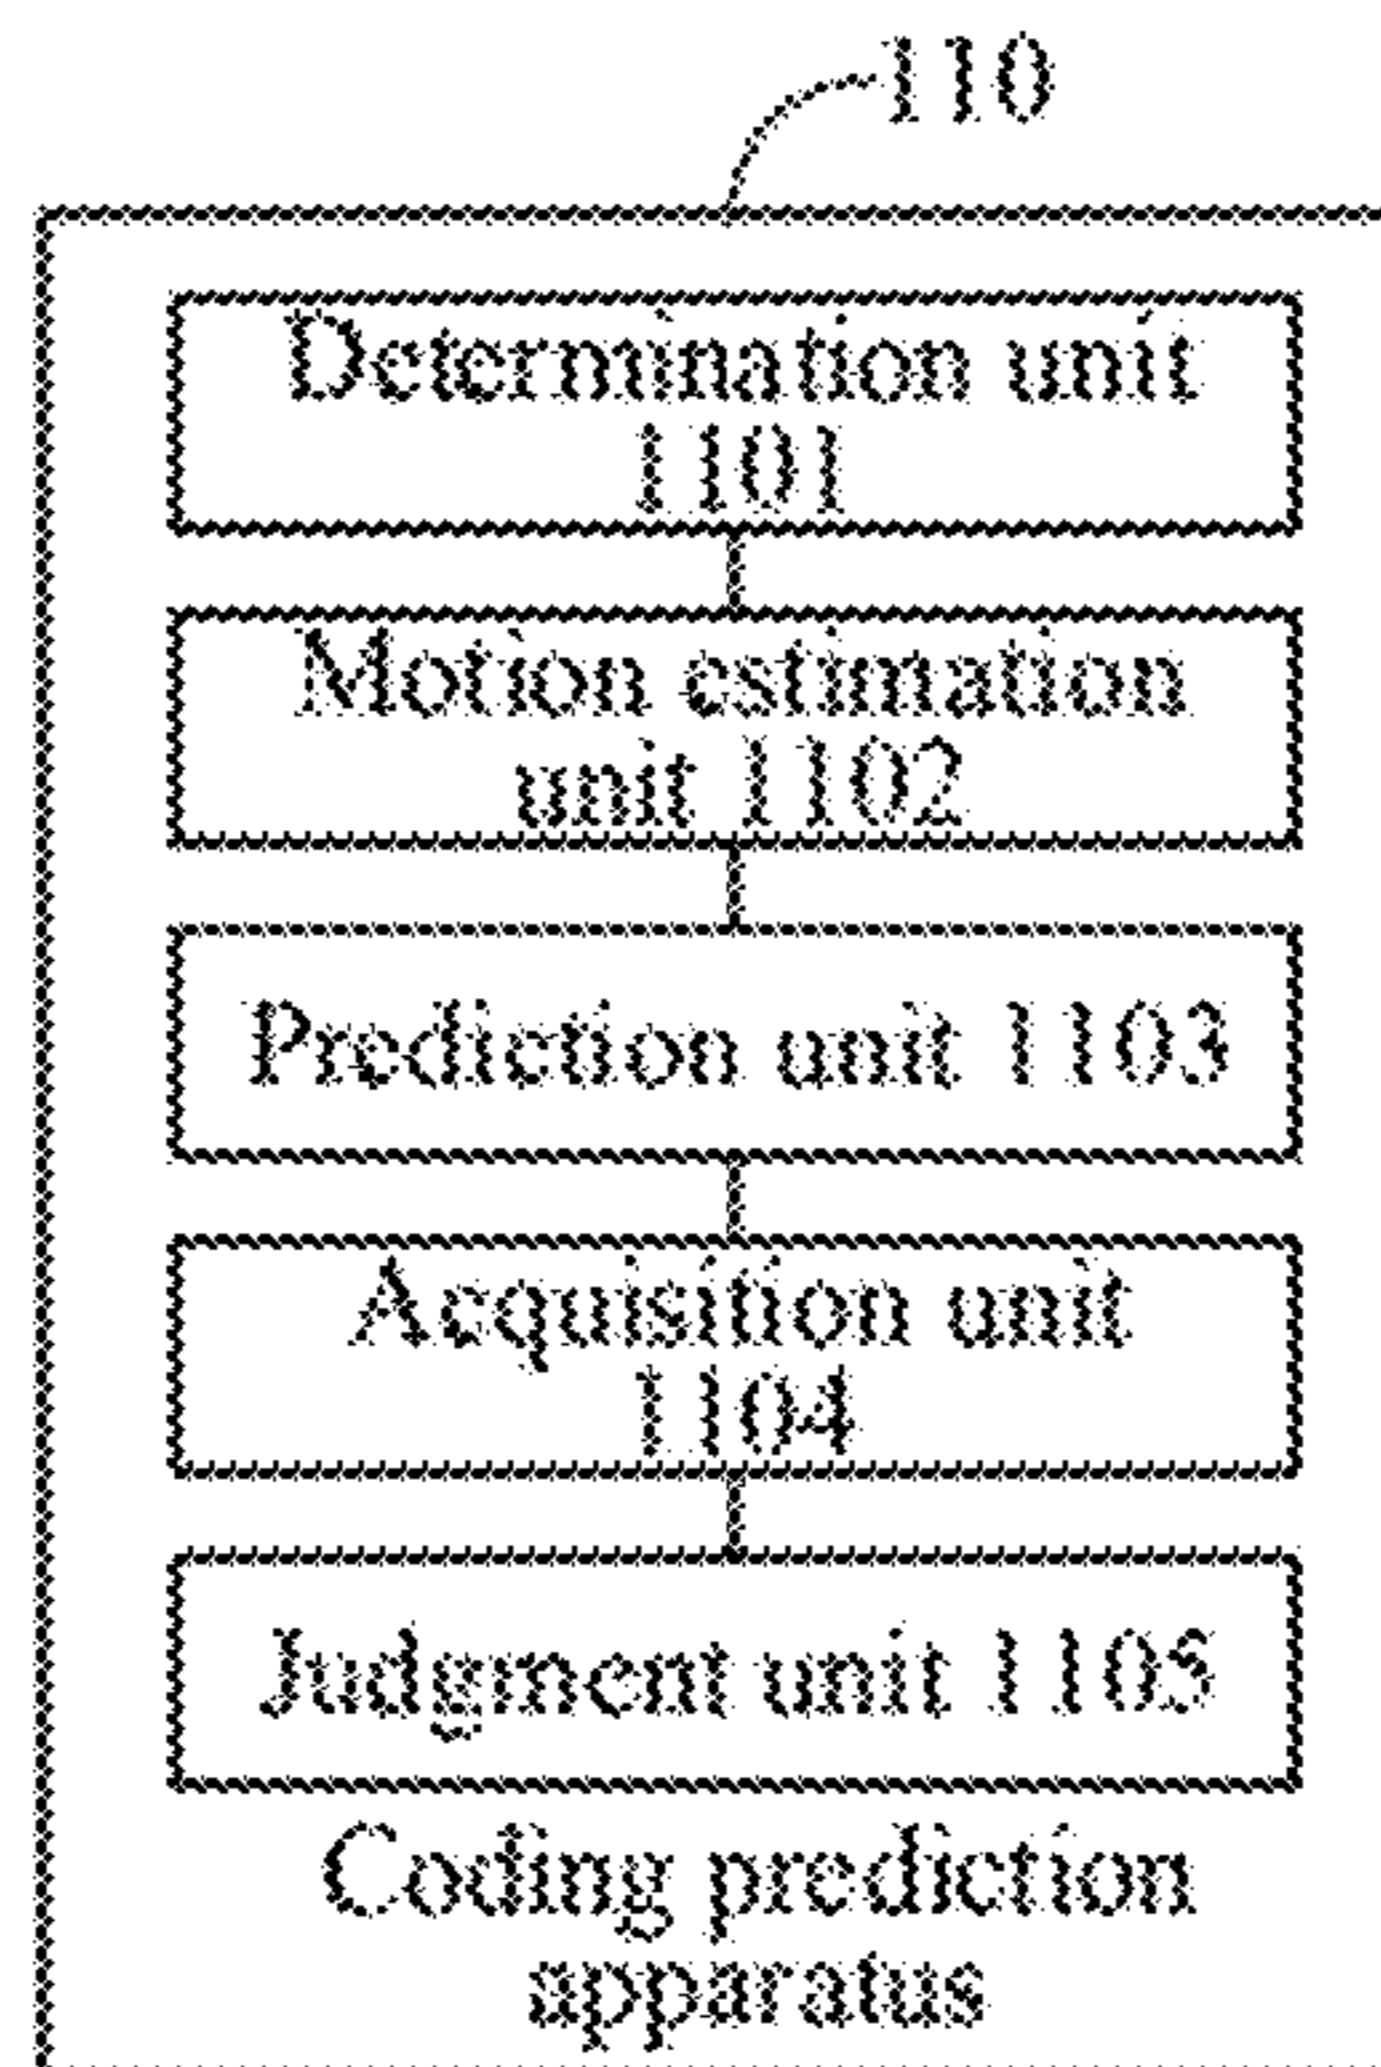 110
Determination unit
1101
Motion estimation
unit 1102
Prediction unit 1103
Acquisition unit
1104
Judgment unit 1105
Coding prediction
apparatus